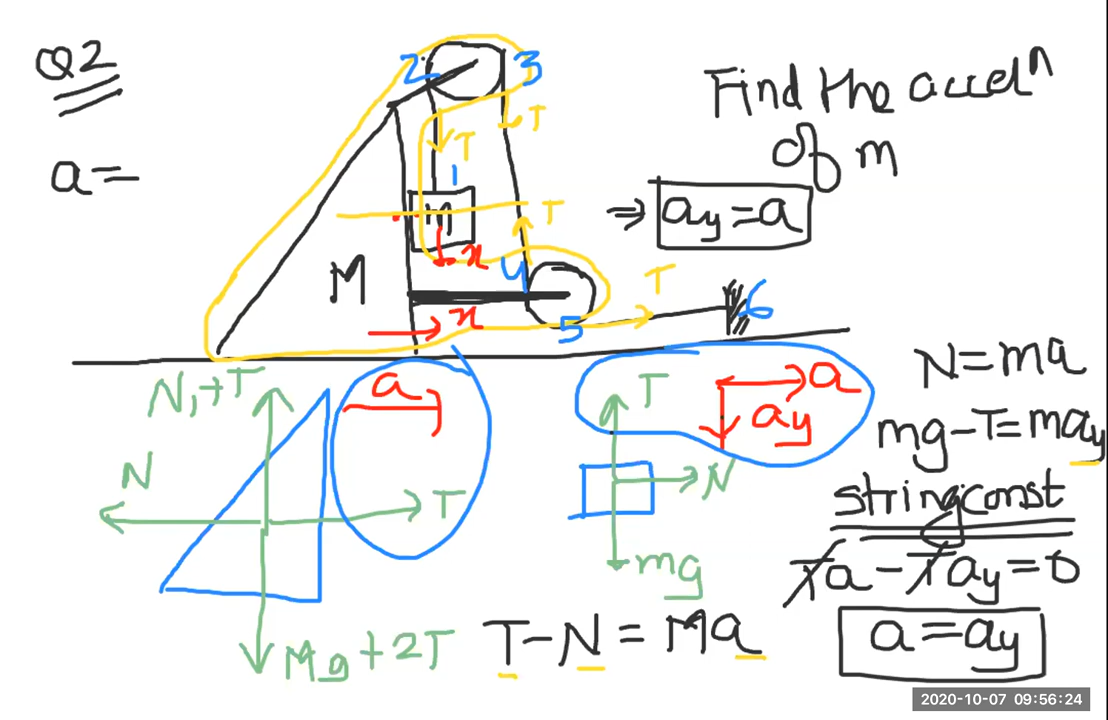 Q2
a=
2
3
T
T
1
m
x
T
4
M
x
5
T
6
Find the acceln
of m
⇒ ay=a
N1+T
a
N
T
Mg+2T
T
a
ay
N
mg
N=ma
mg-T=may
string const
Ta-Tay=0
a=ay
T-N=Ma
2020-10-07 09:56:24